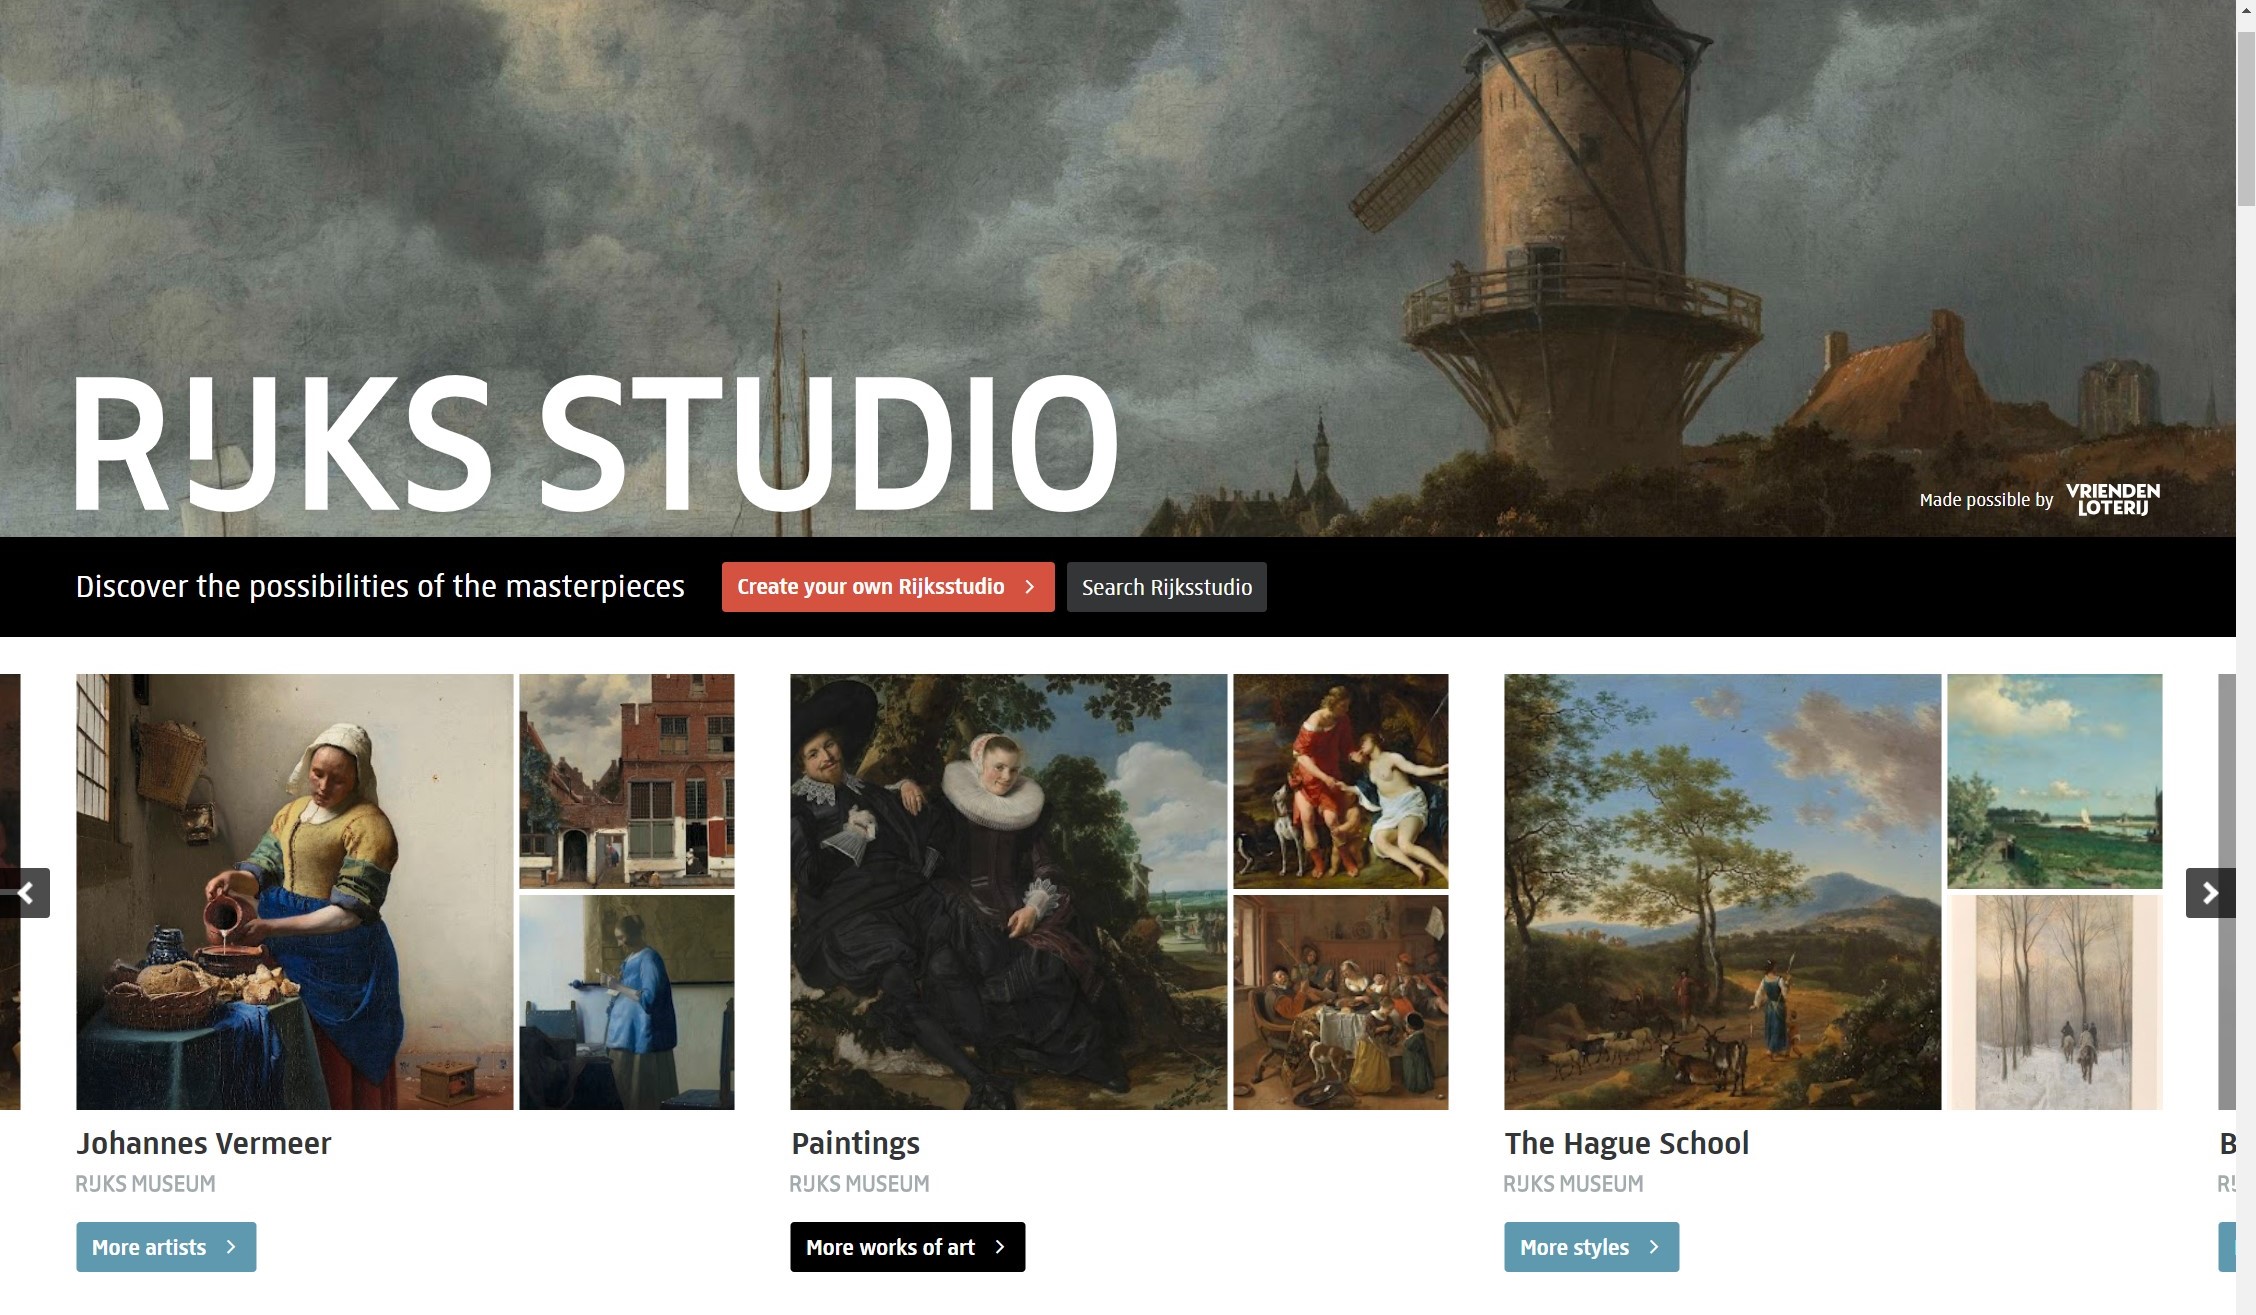 RIJKS STUDIO
Made possible by VRIENDEN LOTERIJ
Discover the possibilities of the masterpieces
Create your own Rijksstudio
Search Rijksstudio
Johannes Vermeer
RIJKS MUSEUM
More artists
Paintings
RIJKS MUSEUM
More works of art
The Hague School
RIJKS MUSEUM
More styles